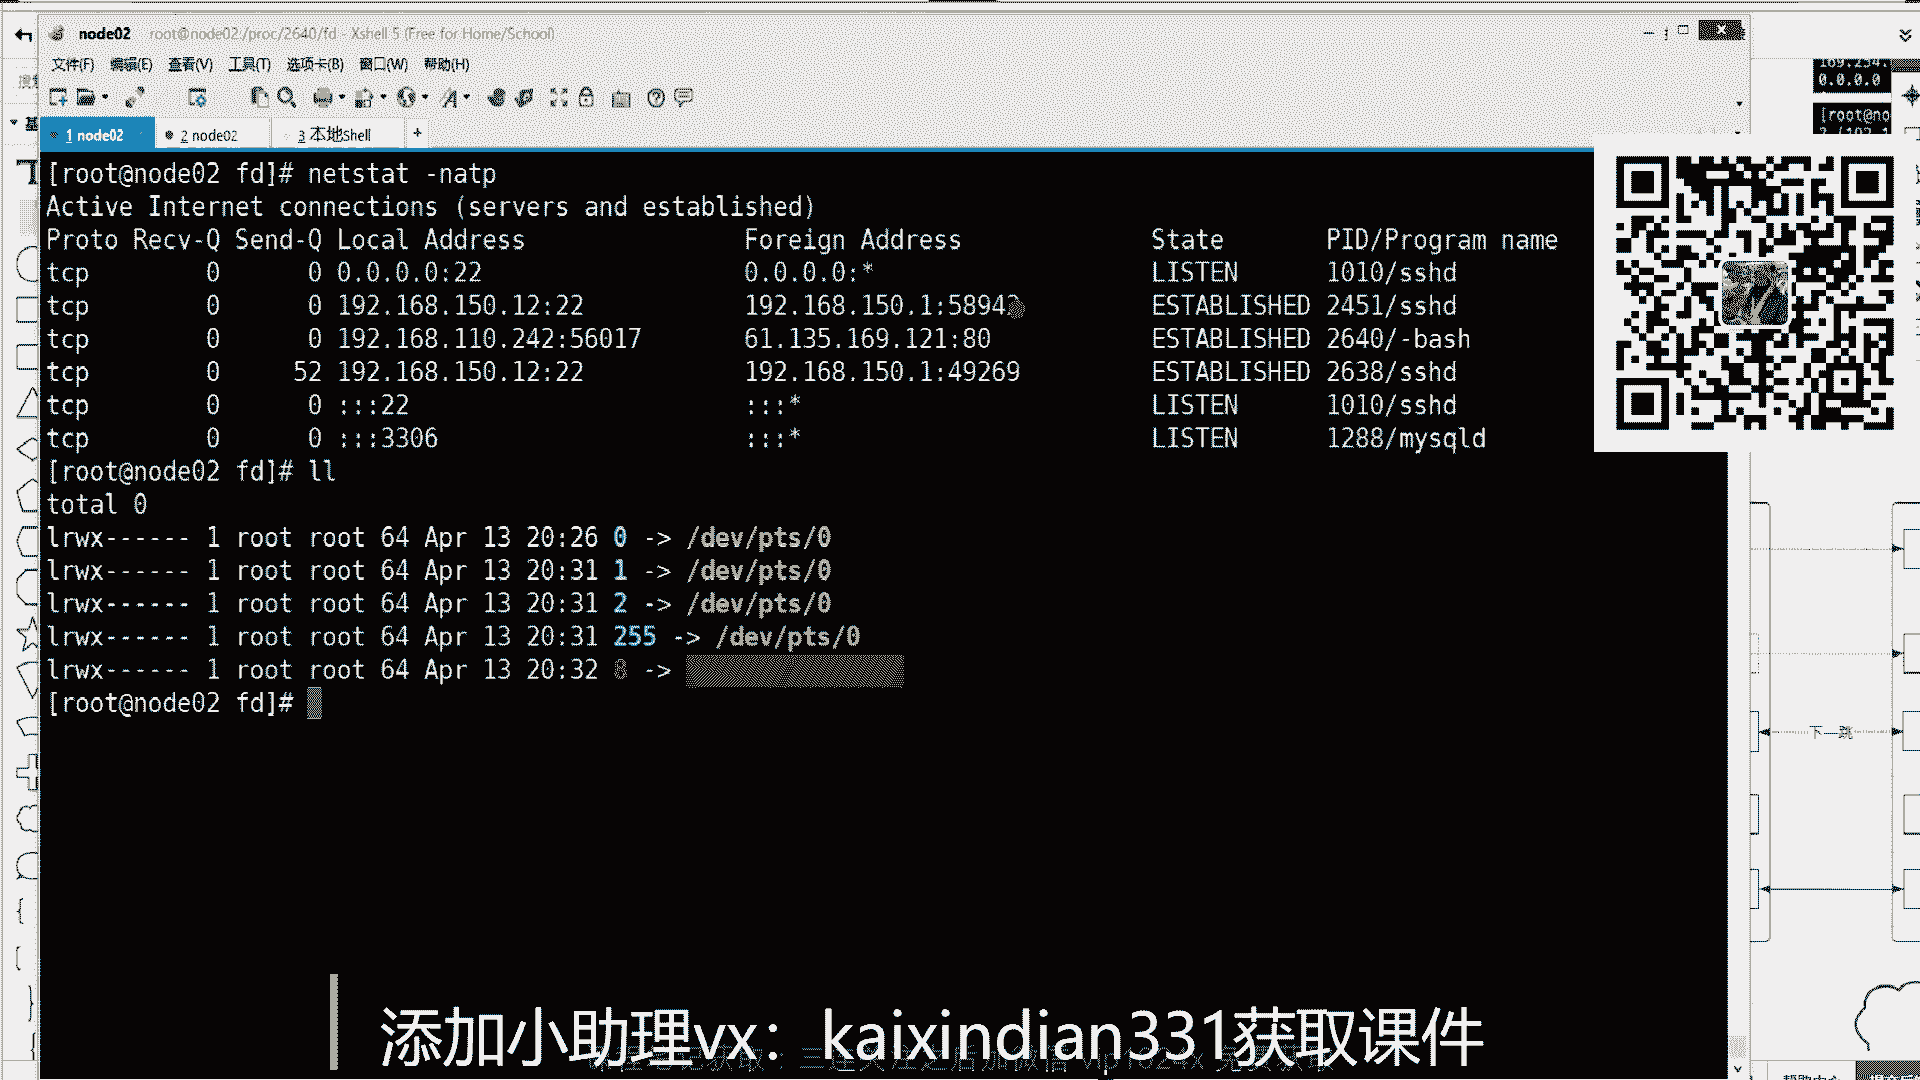 node02 root@node02:/proc/2640/fd - Xshell 5 (Free for Home/School)
文件(F) 编辑(E) 查看(V) 工具(T) 选项卡(B) 窗口(W) 帮助(H)
1 node02 2 node02 3 本地Shell +
0.0.0.0
[root@no
[root@node02 fd]# netstat -natp
Active Internet connections (servers and established)
Proto Recv-Q Send-Q Local Address Foreign Address State PID/Program name
tcp 0 0 0.0.0.0:22 0.0.0.0:* LISTEN 1010/sshd
tcp 0 0 192.168.150.12:22 192.168.150.1:58942 ESTABLISHED 2451/sshd
tcp 0 0 192.168.110.242:56017 61.135.169.121:80 ESTABLISHED 2640/-bash
tcp 0 52 192.168.150.12:22 192.168.150.1:49269 ESTABLISHED 2638/sshd
tcp 0 0 :::22 :::* LISTEN 1010/sshd
tcp 0 0 :::3306 :::* LISTEN 1288/mysqld
[root@node02 fd]# ll
total 0
lrwx------ 1 root root 64 Apr 13 20:26 0 -> /dev/pts/0
lrwx------ 1 root root 64 Apr 13 20:31 1 -> /dev/pts/0
lrwx------ 1 root root 64 Apr 13 20:31 2 -> /dev/pts/0
lrwx------ 1 root root 64 Apr 13 20:31 255 -> /dev/pts/0
lrwx------ 1 root root 64 Apr 13 20:32 8 ->
[root@node02 fd]#
下一跳
添加小助理vx：kaixindian331获取课件